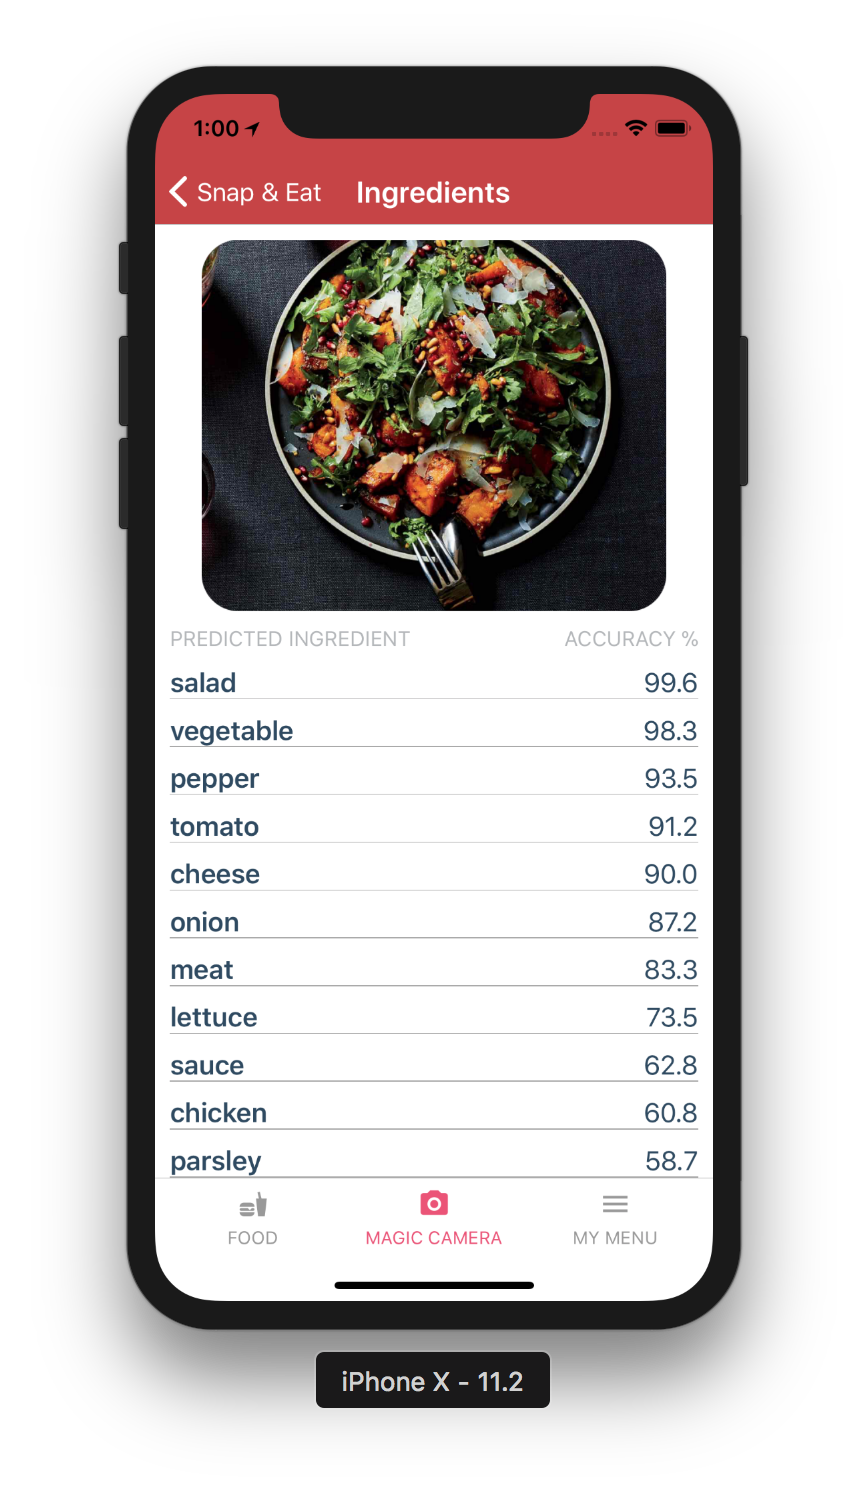 1:00
Snap & Eat Ingredients
PREDICTED INGREDIENT ACCURACY %
salad 99.6
vegetable 98.3
pepper 93.5
tomato 91.2
cheese 90.0
onion 87.2
meat 83.3
lettuce 73.5
sauce 62.8
chicken 60.8
parsley 58.7
FOOD MAGIC CAMERA MY MENU
iPhone X - 11.2